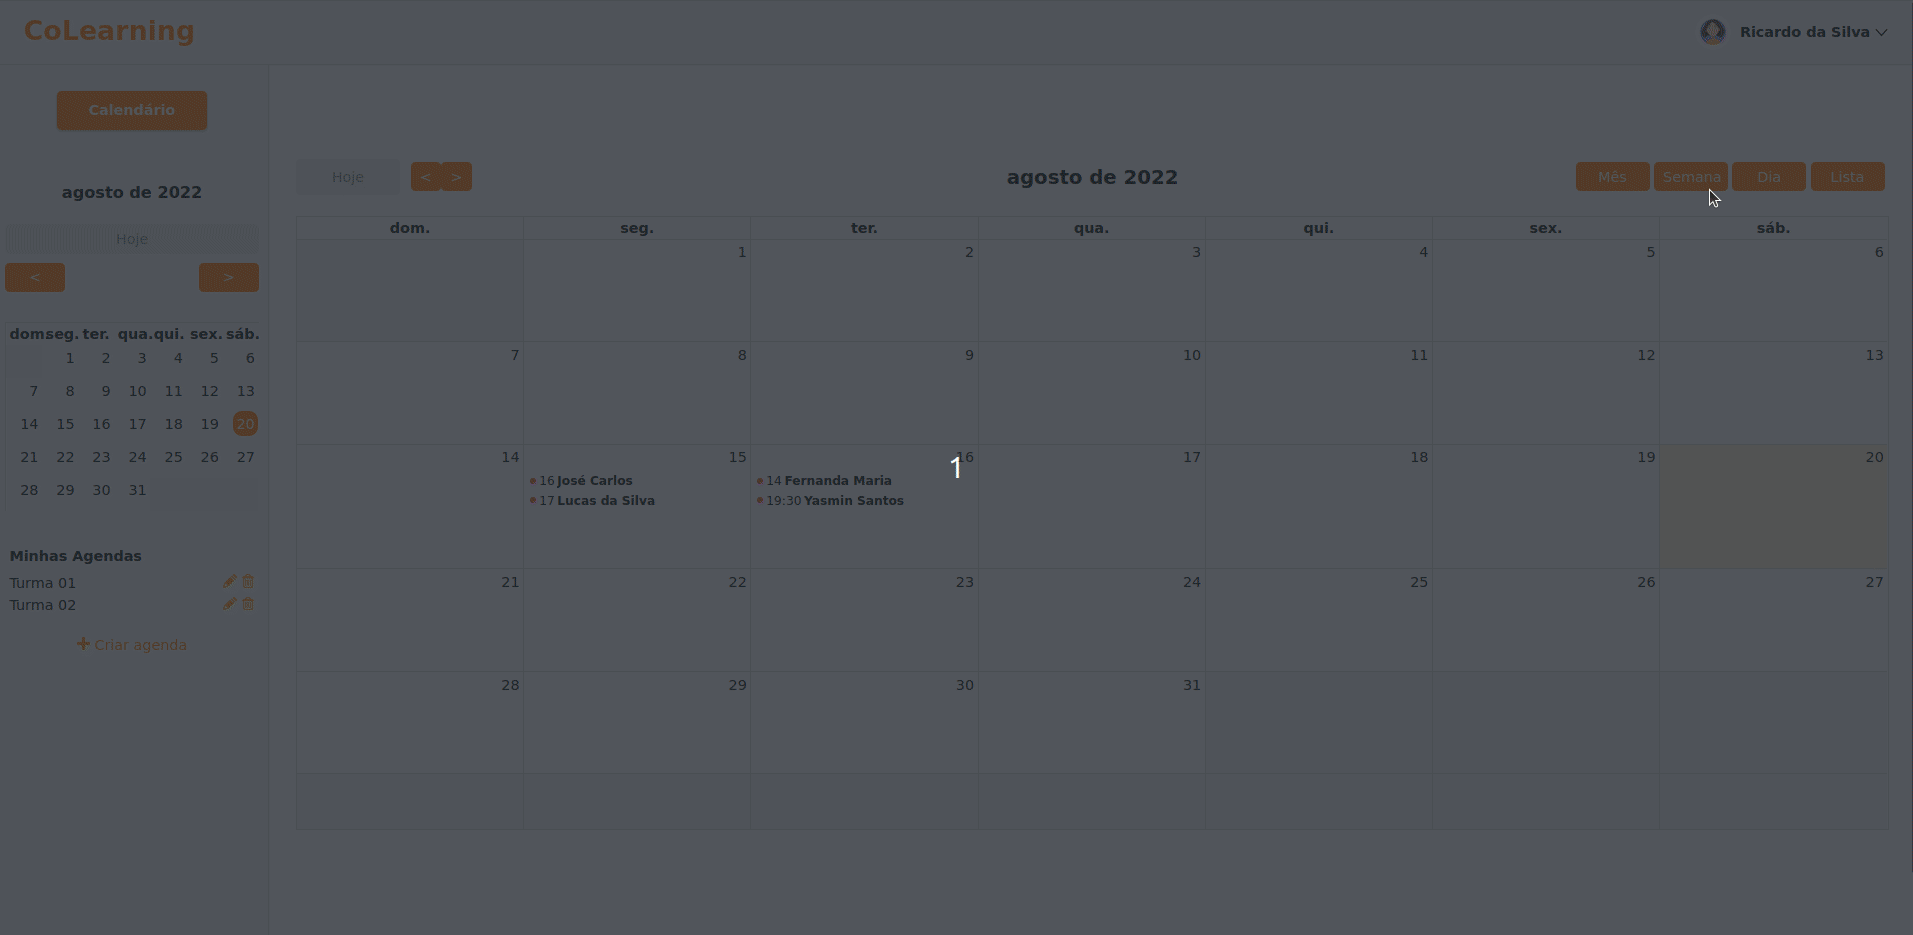 CoLearning
Ricardo da Silva
Calendário
agosto de 2022
Hoje
< >
dom. seg. ter. qua. qui. sex. sáb.
1 2 3 4 5 6
7 8 9 10 11 12 13
14 15 16 17 18 19 20
21 22 23 24 25 26 27
28 29 30 31
Minhas Agendas
Turma 01
Turma 02
+ Criar agenda
Hoje < > agosto de 2022 Mês Semana Dia Lista
dom. seg. ter. qua. qui. sex. sáb.
1 2 3 4 5 6
7 8 9 10 11 12 13
14 15 16 17 18 19 20
16 José Carlos 14 Fernanda Maria
17 Lucas da Silva 19:30 Yasmin Santos
1
21 22 23 24 25 26 27
28 29 30 31